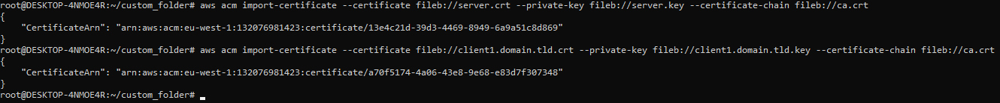 root@DESKTOP-4NMOE4R:~/custom_folder# aws acm import-certificate --certificate fileb://server.crt --private-key fileb://server.key --certificate-chain fileb://ca.crt
{
    "CertificateArn": "arn:aws:acm:eu-west-1:132076981423:certificate/13e4c21d-39d3-4469-8949-6a9a51c8d869"
}
root@DESKTOP-4NMOE4R:~/custom_folder# aws acm import-certificate --certificate fileb://client1.domain.tld.crt --private-key fileb://client1.domain.tld.key --certificate-chain fileb://ca.crt
{
    "CertificateArn": "arn:aws:acm:eu-west-1:132076981423:certificate/a70f5174-4a06-43e8-9e68-e83d7f307348"
}
root@DESKTOP-4NMOE4R:~/custom_folder#